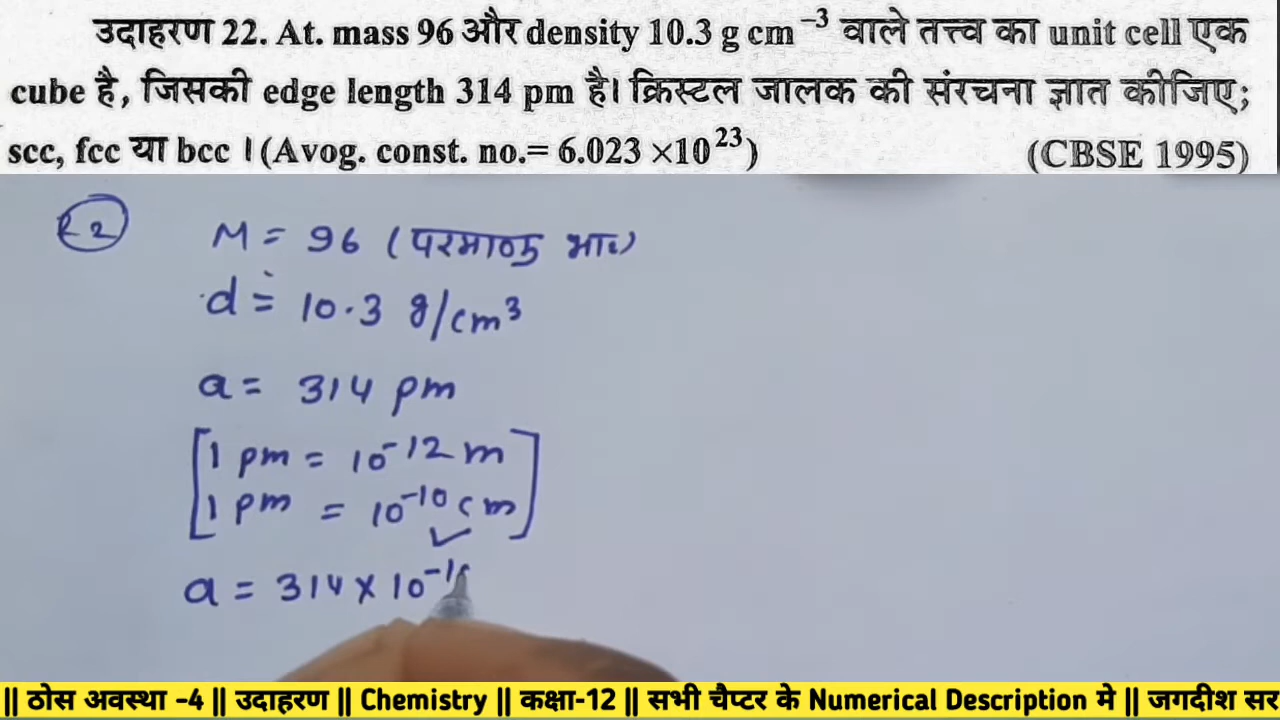 उदाहरण 22. At. mass 96 और density 10.3 g cm⁻³ वाले तत्त्व का unit cell एक
cube है, जिसकी edge length 314 pm है। क्रिस्टल जालक की संरचना ज्ञात कीजिए;
scc, fcc या bcc । (Avog. const. no.= 6.023 ×10²³) (CBSE 1995)
M = 96 (परमाणु भार)
d = 10.3 g/cm³
a = 314 pm
[1 pm = 10⁻¹² m
1 pm = 10⁻¹⁰ cm]
a = 314 × 10
|| ठोस अवस्था -4 || उदाहरण || Chemistry || कक्षा-12 || सभी चैप्टर के Numerical Description मे || जगदीश सर